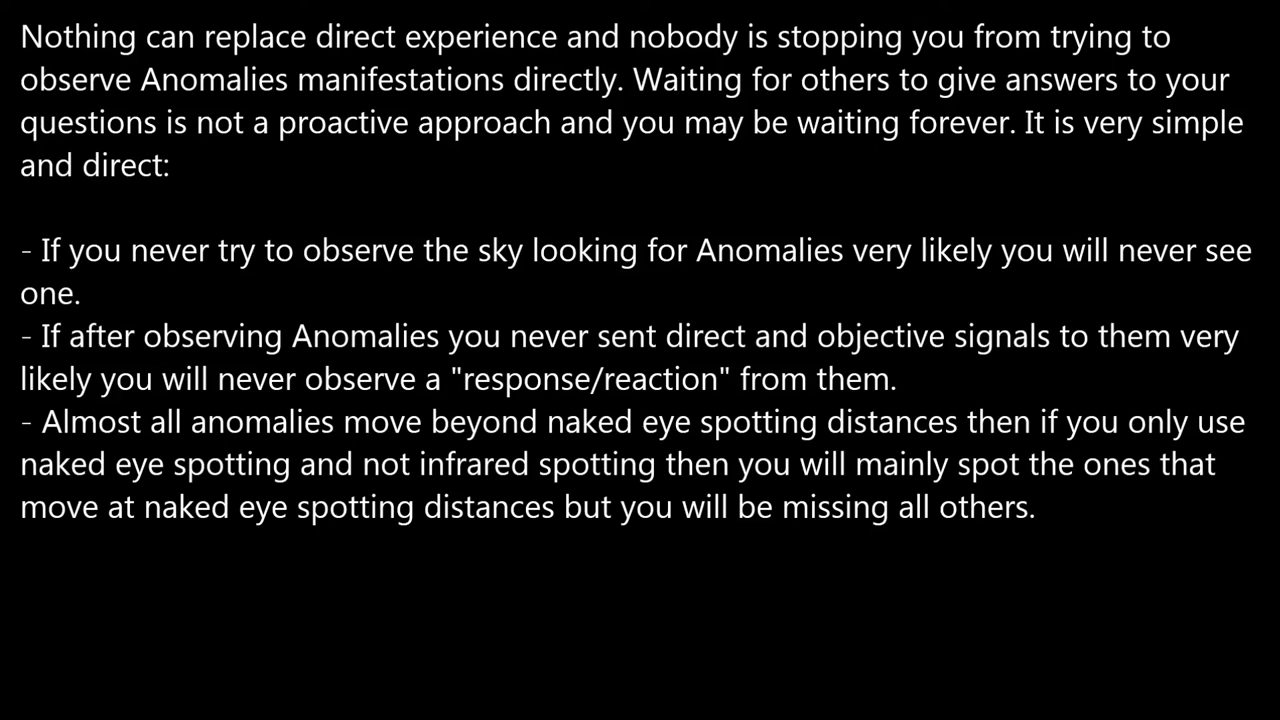 Nothing can replace direct experience and nobody is stopping you from trying to
observe Anomalies manifestations directly. Waiting for others to give answers to your
questions is not a proactive approach and you may be waiting forever. It is very simple
and direct:
- If you never try to observe the sky looking for Anomalies very likely you will never see
one.
- If after observing Anomalies you never sent direct and objective signals to them very
likely you will never observe a "response/reaction" from them.
- Almost all anomalies move beyond naked eye spotting distances then if you only use
naked eye spotting and not infrared spotting then you will mainly spot the ones that
move at naked eye spotting distances but you will be missing all others.